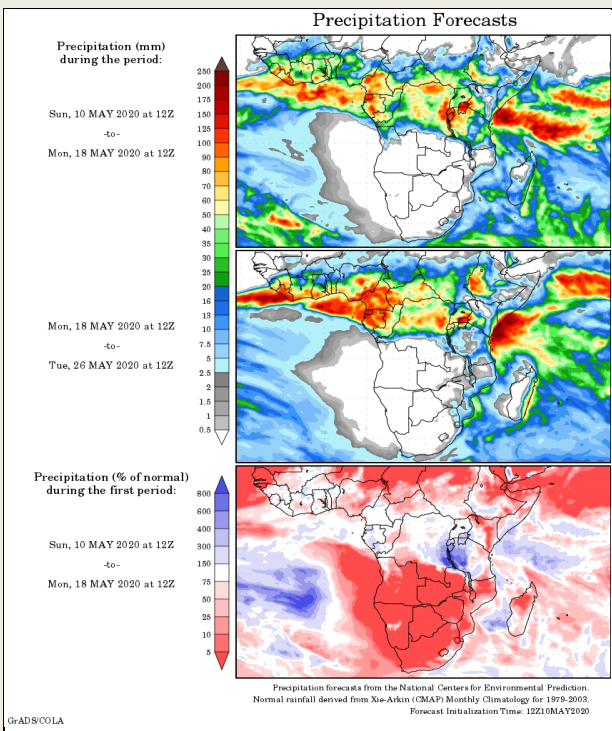 Precipitation Forecasts
Precipitation (mm)
during the period:
Sun, 10 MAY 2020 at 12Z
-to-
Mon, 18 MAY 2020 at 12Z
250
200
175
150
125
100
90
80
70
60
50
40
35
30
25
20
16
13
10
7.5
5
2.5
2
1.5
1
0.5
Mon, 18 MAY 2020 at 12Z
-to-
Tue, 26 MAY 2020 at 12Z
Precipitation (% of normal)
during the first period:
Sun, 10 MAY 2020 at 12Z
-to-
Mon, 18 MAY 2020 at 12Z
800
600
400
300
150
75
50
25
10
5
Precipitation forecasts from the National Centers for Environmental Prediction.
Normal rainfall derived from Xie-Arkin (CMAP) Monthly Climatology for 1979-2003.
Forecast Initialization Time: 12Z10MAY2020
GrADS/COLA